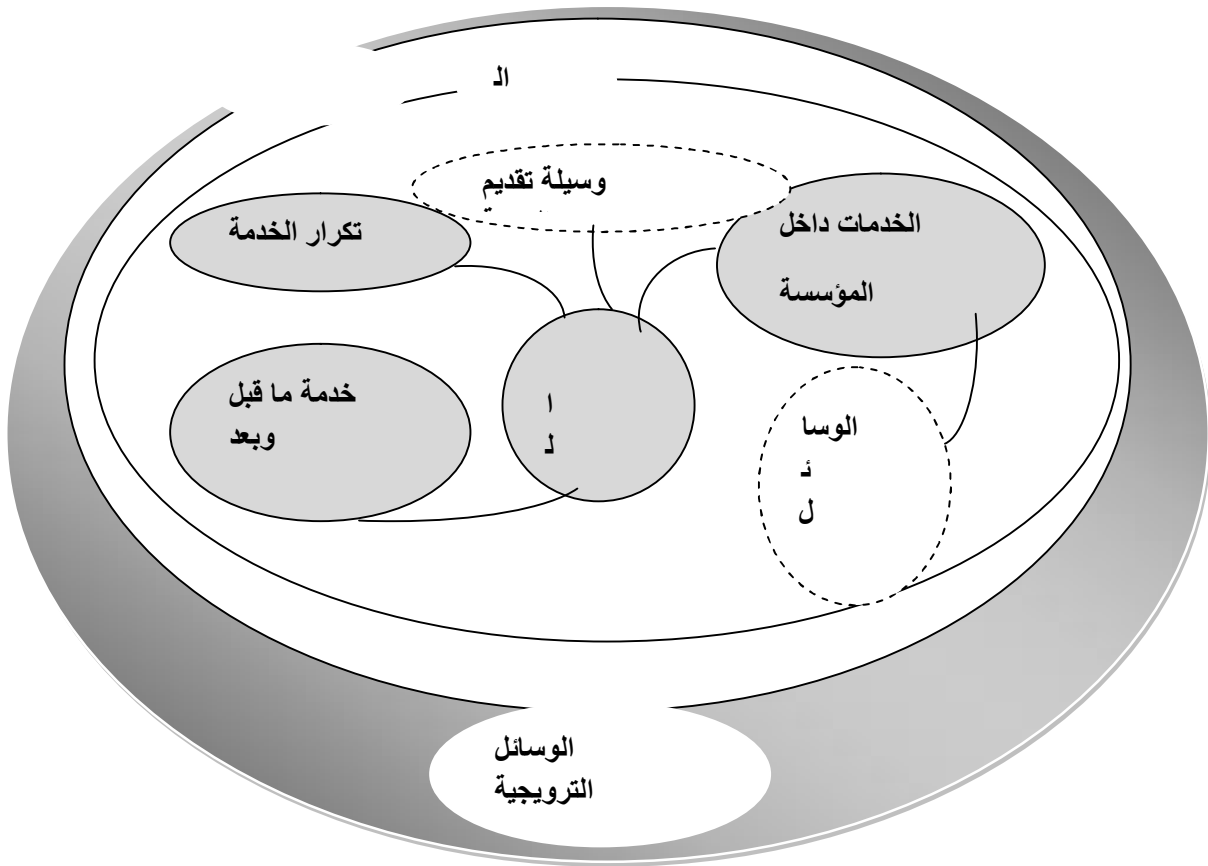 الـ
وسيلة تقديم
تكرار الخدمة
الخدمات داخل
المؤسسة
خدمة ما قبل
وبعد
ا
لـ
الوسا
ئـ
ل
الوسائل
الترويجية